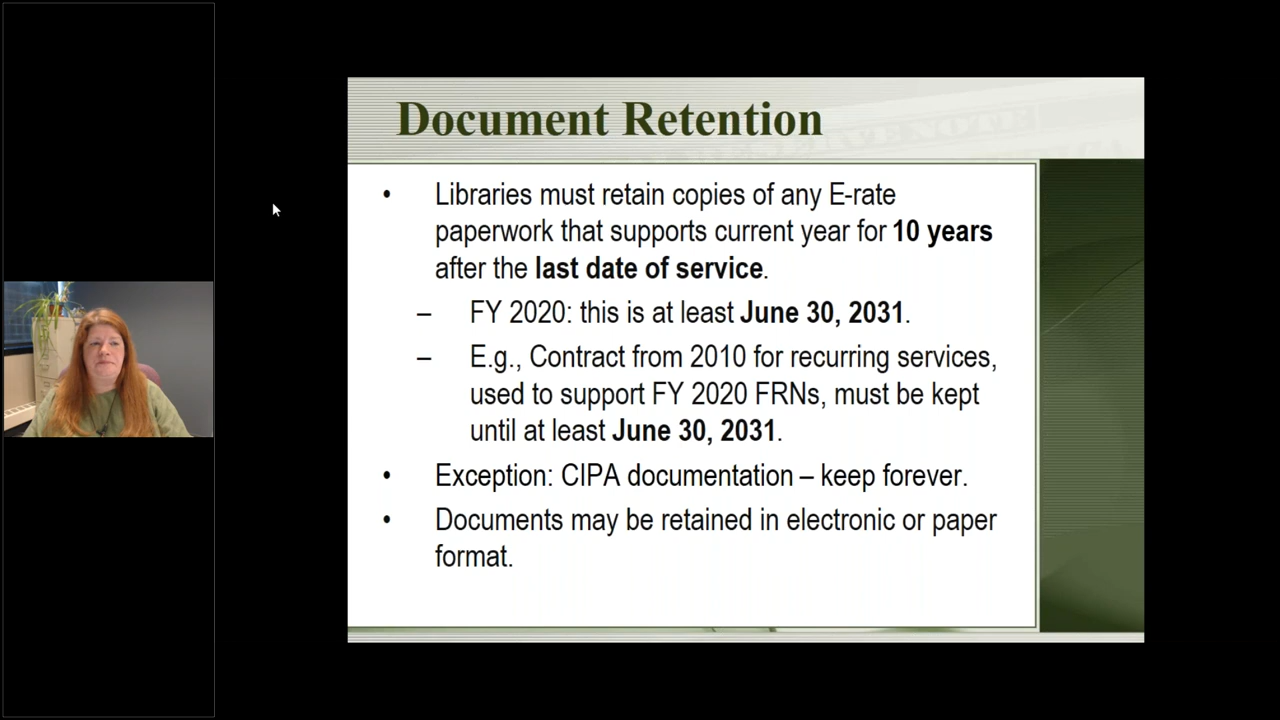 Document Retention
• Libraries must retain copies of any E-rate
paperwork that supports current year for 10 years
after the last date of service.
– FY 2020: this is at least June 30, 2031.
– E.g., Contract from 2010 for recurring services,
used to support FY 2020 FRNs, must be kept
until at least June 30, 2031.
• Exception: CIPA documentation – keep forever.
• Documents may be retained in electronic or paper
format.